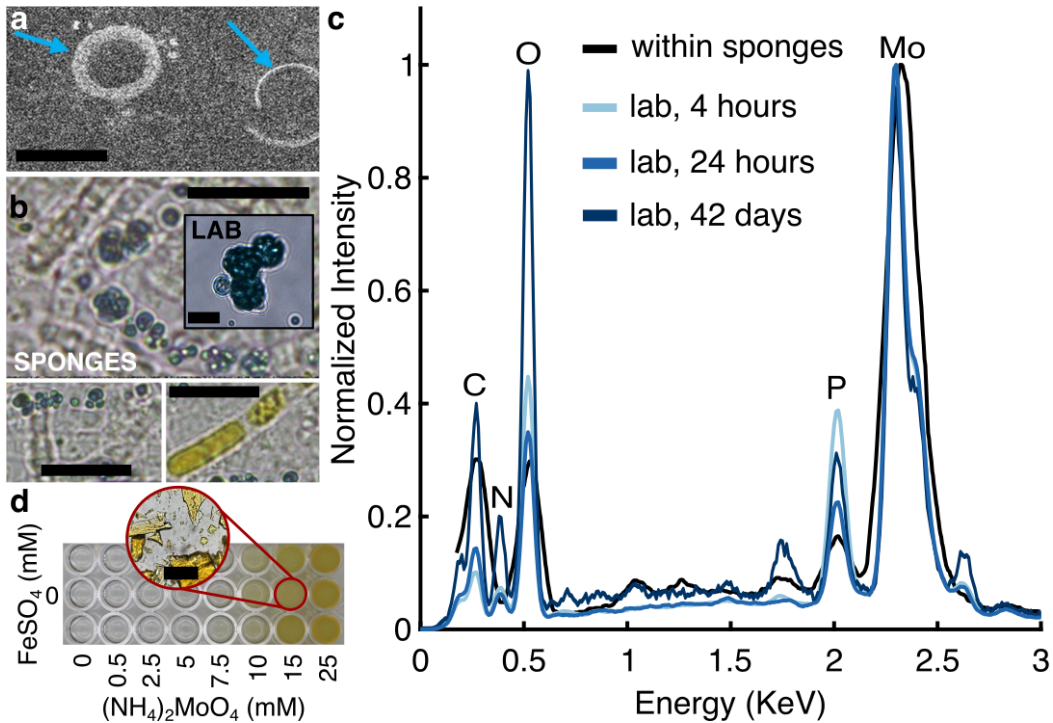 a
b
LAB
SPONGES
c
within sponges
lab, 4 hours
lab, 24 hours
lab, 42 days
C
N
O
P
Mo
Normalized Intensity
1
0.8
0.6
0.4
0.2
0
0 0.5 1 1.5 2 2.5 3
Energy (KeV)
d
FeSO4 (mM)
0
0 0.5 2.5 5 7.5 10 15 25
(NH4)2MoO4 (mM)